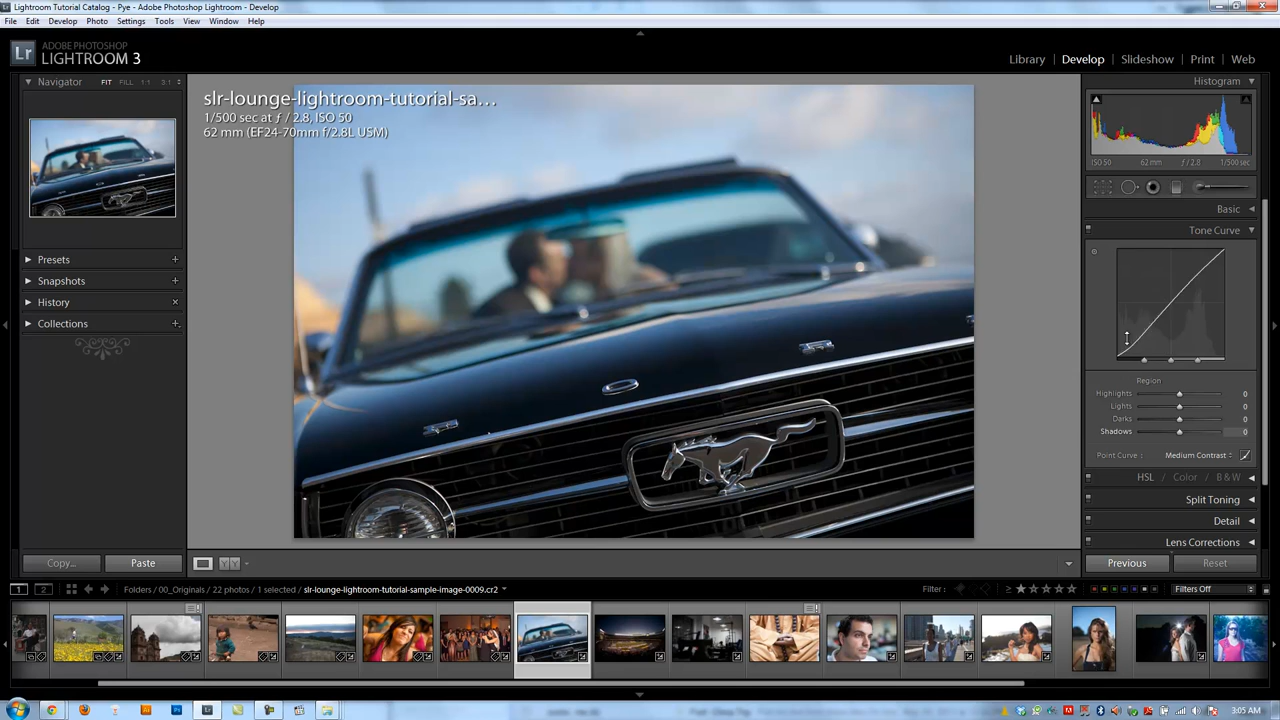 Lightroom Tutorial Catalog - Pye - Adobe Photoshop Lightroom - Develop
File Edit Develop Photo Settings Tools View Window Help
Lr ADOBE PHOTOSHOP
LIGHTROOM 3
Library | Develop | Slideshow | Print | Web
Navigator FIT FILL 1:1 3:1
Histogram
slr-lounge-lightroom-tutorial-sa...
1/500 sec at ƒ / 2.8, ISO 50
62 mm (EF24-70mm f/2.8L USM)
ISO 50 62 mm ƒ / 2.8 1/500 sec
Basic
Tone Curve
Presets
Snapshots
History
Collections
Region
Highlights 0
Lights 0
Darks 0
Shadows 0
Point Curve : Medium Contrast
HSL / Color / B & W
Split Toning
Detail
Lens Corrections
Copy... Paste
YY
Previous Reset
1 2 Folders / 00_Originals / 22 photos / 1 selected / slr-lounge-lightroom-tutorial-sample-image-0009.cr2
Filter : ≥ ★★★★★ Filters Off
3:05 AM